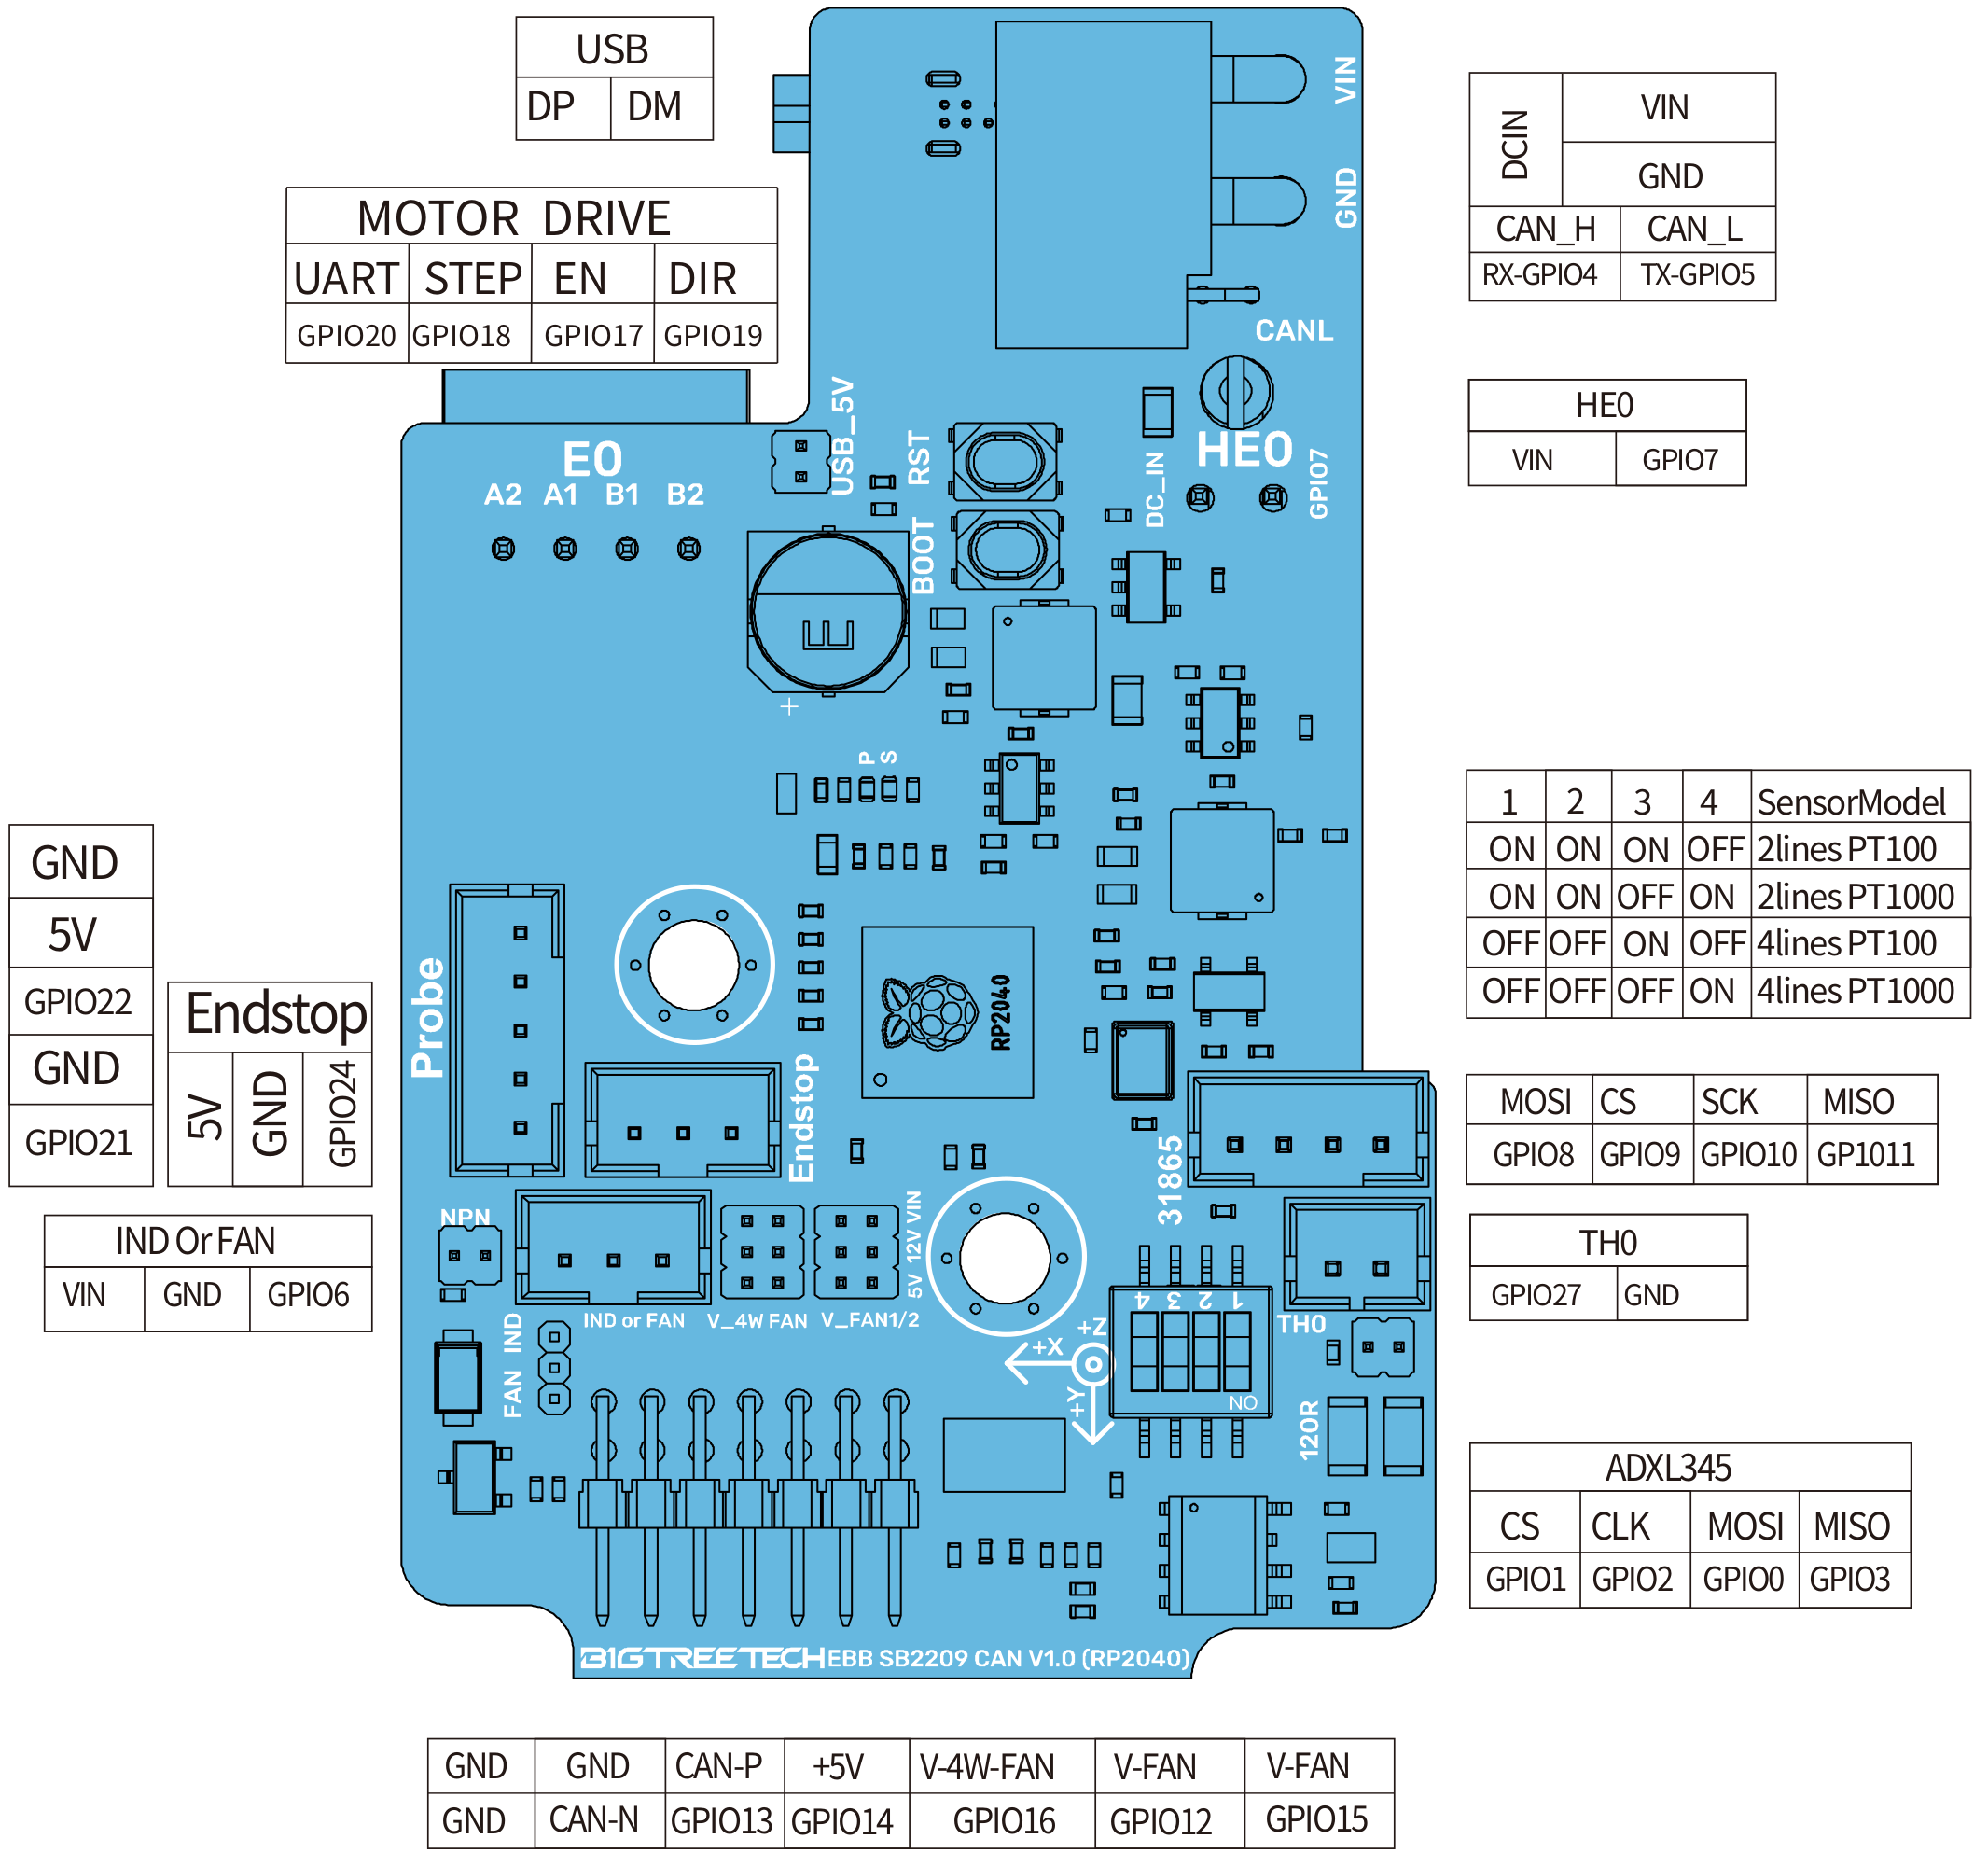 USB
DP DM
MOTOR DRIVE
UART STEP EN DIR
GPIO20 GPIO18 GPIO17 GPIO19
VIN
GND
DCIN
VIN
GND
CAN_H CAN_L
RX-GPIO4 TX-GPIO5
CANL
HE0
VIN GPIO7
E0
A2 A1 B1 B2
USB_5V
RST
BOOT
DC_IN
HE0
GPIO7
E
+
P S
1 2 3 4 SensorModel
ON ON ON OFF 2lines PT100
ON ON OFF ON 2lines PT1000
OFF OFF ON OFF 4lines PT100
OFF OFF OFF ON 4lines PT1000
GND
5V
GPIO22
GND
GPIO21
Endstop
5V GND GPIO24
Probe
Endstop
RP2040
31865
MOSI CS SCK MISO
GPIO8 GPIO9 GPIO10 GP1011
IND Or FAN
VIN GND GPIO6
NPN
IND or FAN
V_4W FAN
V_FAN1/2
5V 12V VIN
FAN IND
TH0
GPIO27 GND
+Z
+X
+Y
4 3 2 1
ON
TH0
120R
ADXL345
CS CLK MOSI MISO
GPIO1 GPIO2 GPIO0 GPIO3
BIGTREETECH EBB SB2209 CAN V1.0 (RP2040)
GND GND CAN-P +5V V-4W-FAN V-FAN V-FAN
GND CAN-N GPIO13 GPIO14 GPIO16 GPIO12 GPIO15